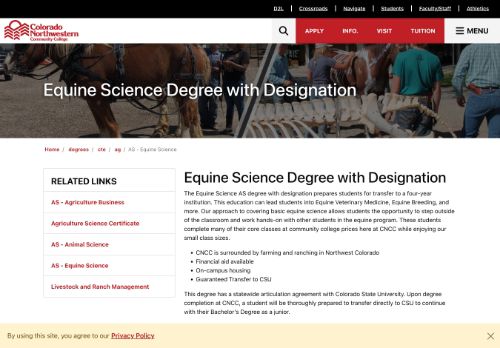 D2L
Crossroads
Navigate
Students
Faculty/Staff
Athletics
Colorado
Northwestern
Community College
APPLY
INFO.
VISIT
TUITION
MENU
Equine Science Degree with Designation
Home / degrees / cte / ag / AS - Equine Science
RELATED LINKS
AS - Agriculture Business
Agriculture Science Certificate
AS - Animal Science
AS - Equine Science
Livestock and Ranch Management
Equine Science Degree with Designation
The Equine Science AS degree with designation prepares students for transfer to a four-year
institution. This education can lead students into Equine Veterinary Medicine, Equine Breeding, and
more. Our approach to covering basic equine science allows students the opportunity to step outside
of the classroom and work hands-on with other students in the equine program. These students
complete many of their core classes at community college prices here at CNCC while enjoying our
small class sizes.
• CNCC is surrounded by farming and ranching in Northwest Colorado
• Financial aid available
• On-campus housing
• Guaranteed Transfer to CSU
This degree has a statewide articulation agreement with Colorado State University. Upon degree
completion at CNCC, a student will be thoroughly prepared to transfer directly to CSU to continue
with their Bachelor's Degree as a junior.
By using this site, you agree to our Privacy Policy